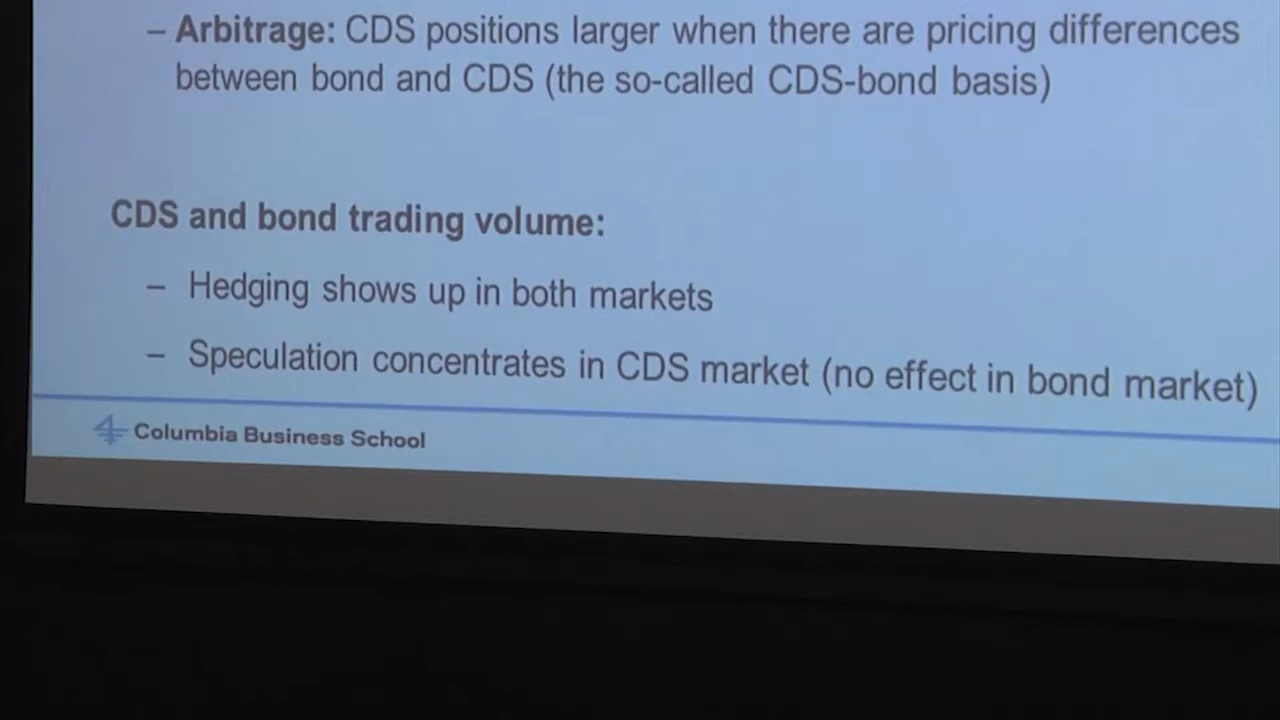 – Arbitrage: CDS positions larger when there are pricing differences
between bond and CDS (the so-called CDS-bond basis)
CDS and bond trading volume:
– Hedging shows up in both markets
– Speculation concentrates in CDS market (no effect in bond market)
Columbia Business School